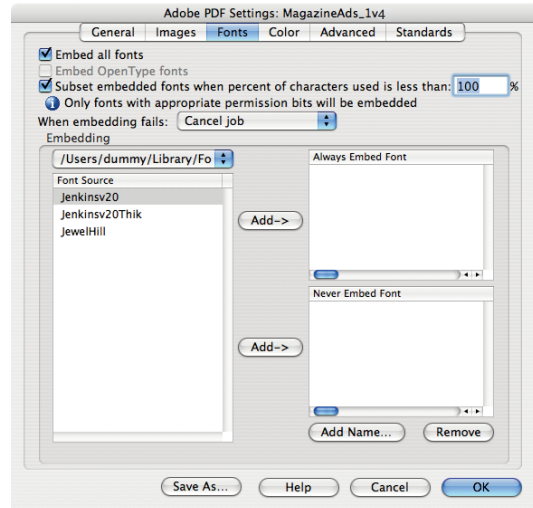 Adobe PDF Settings: MagazineAds_1v4
General Images Fonts Color Advanced Standards
Embed all fonts
Embed OpenType fonts
Subset embedded fonts when percent of characters used is less than: 100 %
Only fonts with appropriate permission bits will be embedded
When embedding fails: Cancel job
Embedding
/Users/dummy/Library/Fo
Font Source
Jenkinsv20
Jenkinsv20Thik
JewelHill
Add->
Add->
Always Embed Font
Never Embed Font
Add Name... Remove
Save As... Help Cancel OK